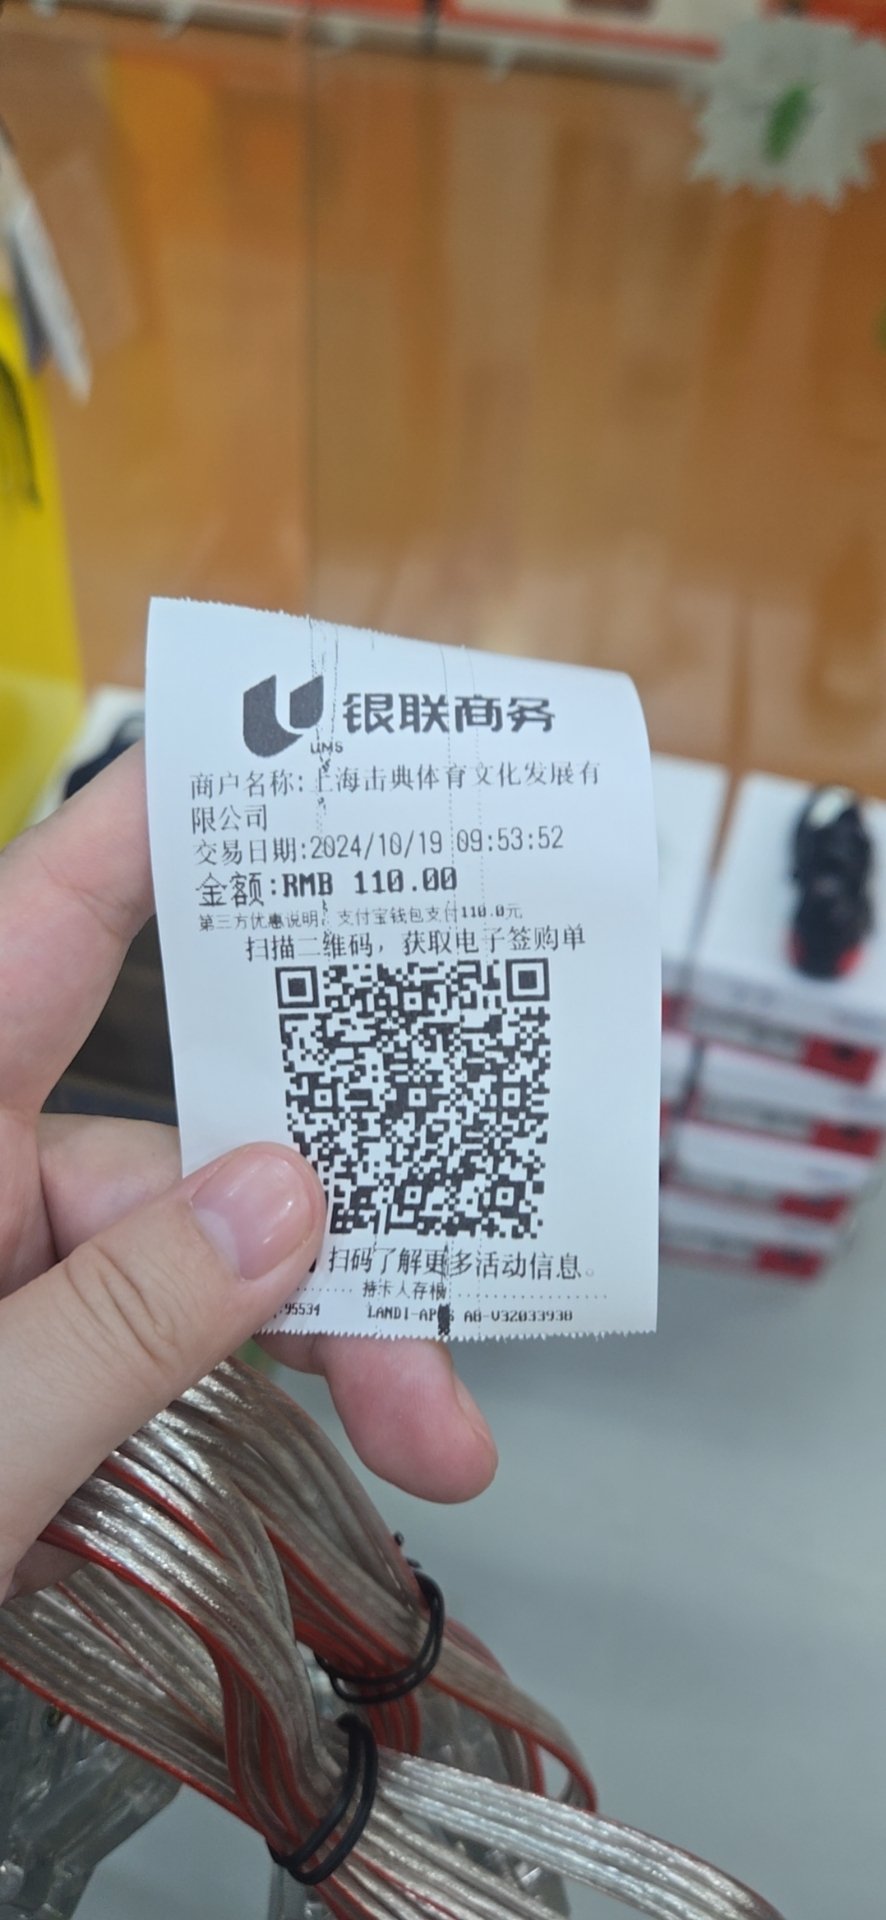 银联商务
UMS
商户名称:上海击典体育文化发展有
限公司
交易日期:2024/10/19 09:53:52
金额:RMB 110.00
第三方优惠说明: 支付宝钱包支付110.0元
扫描二维码，获取电子签购单
扫码了解更多活动信息。
持卡人存根
95534 LANDI-AP A8-V32033938